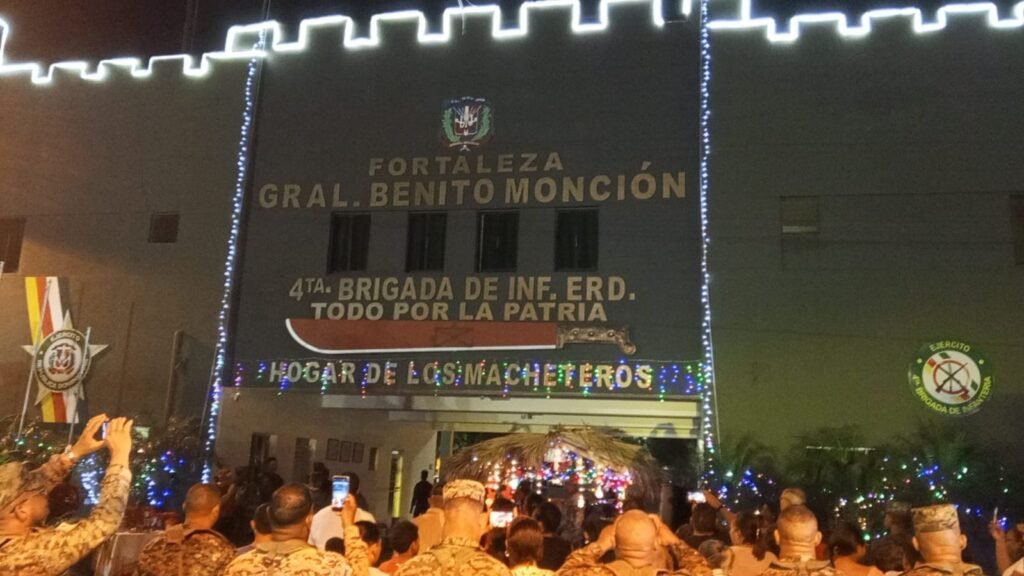 FORTALEZA
GRAL. BENITO MONCIÓN
4TA. BRIGADA DE INF. ERD.
TODO POR LA PATRIA
HOGAR DE LOS MACHETEROS
EJERCITO
4ª BRIGADA DE INFANTERIA